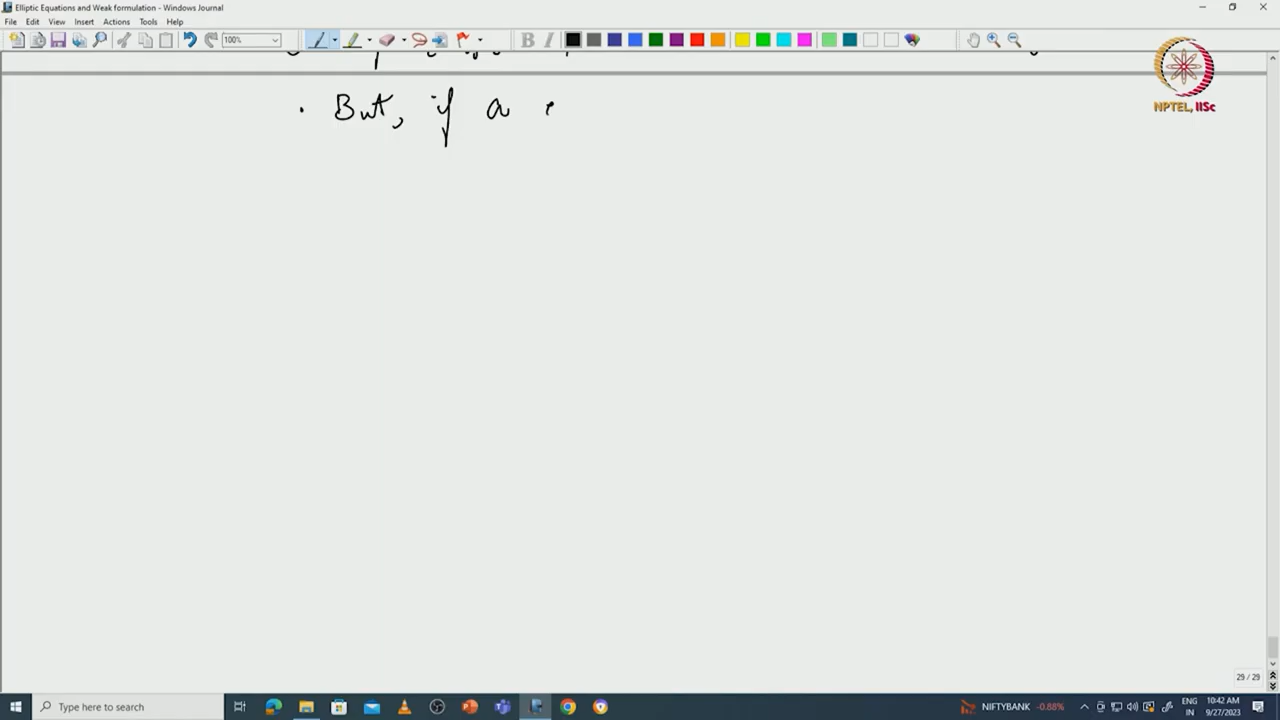 Elliptic Equations and Weak formulation - Windows Journal
File Edit View Insert Actions Tools Help
100%
B I
NPTEL, IISc
. But, if a
29 / 29
Type here to search
NIFTYBANK -0.88%
ENG
IN
10:42 AM
9/27/2023